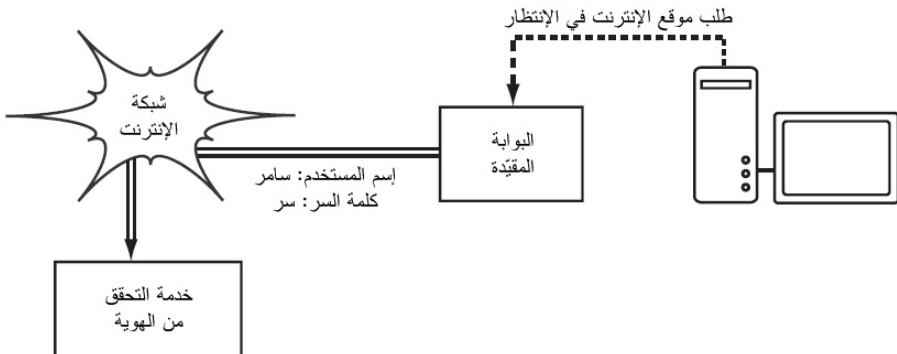 طلب موقع الإنترنت في الإنتظار
شبكة
الإنترنت
البوابة
المقيّدة
إسم المستخدم: سامر
كلمة السر: سر
خدمة التحقق
من الهوية